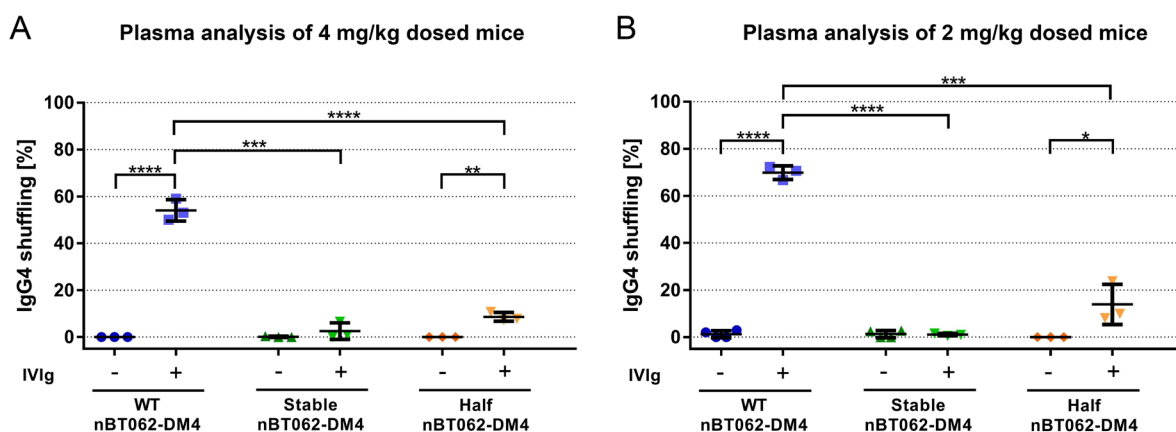 A
Plasma analysis of 4 mg/kg dosed mice
IgG4 shuffling [%]
100
80
60
40
20
0
****
***
****
**
IVIg
- + - + - +
WT
nBT062-DM4
Stable
nBT062-DM4
Half
nBT062-DM4
B
Plasma analysis of 2 mg/kg dosed mice
IgG4 shuffling [%]
100
80
60
40
20
0
***
****
****
*
IVIg
- + - + - +
WT
nBT062-DM4
Stable
nBT062-DM4
Half
nBT062-DM4